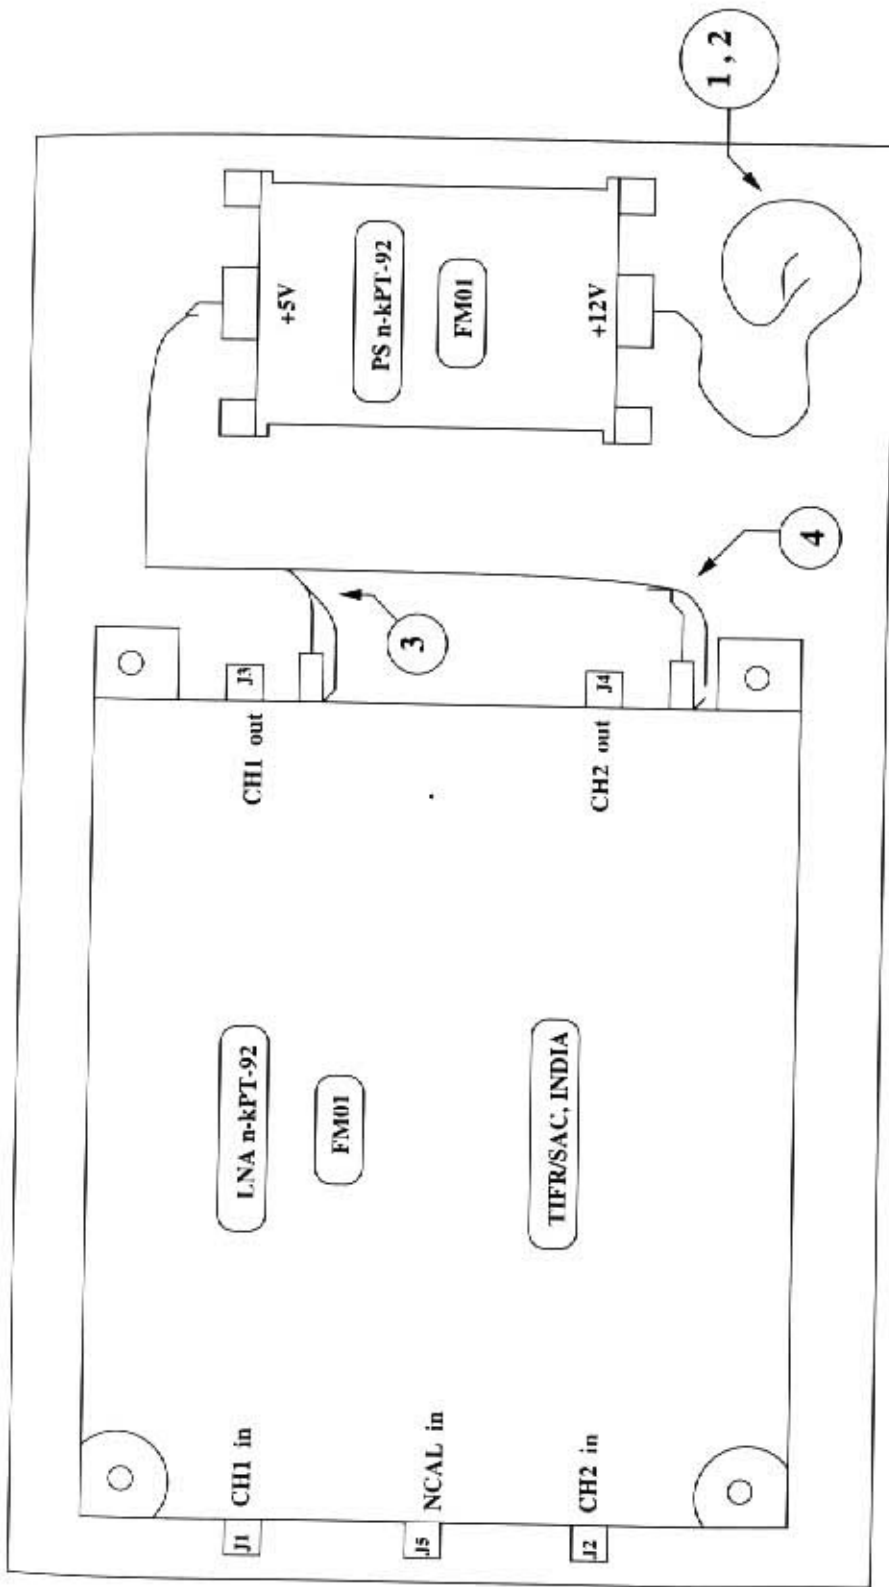 J1
CH1 in
J5
NCAL in
J2
CH2 in
LNA n-kPT-92
FM01
TIFR/SAC, INDIA
CH1 out
J3
CH2 out
J4
3
4
+5V
PS n-kPT-92
FM01
+12V
1 , 2